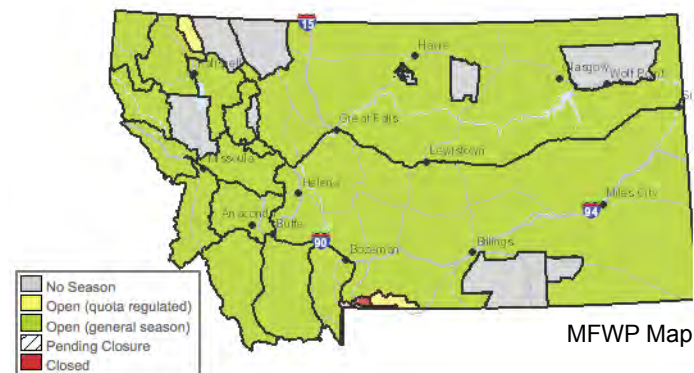 15
Havre
Glasgow
Wolf Point
Great Falls
Lewistown
Missoula
Helena
Miles City
94
Anaconda
Butte
90
Billings
Bozeman
No Season
Open (quota regulated)
Open (general season)
Pending Closure
Closed
MFWP Map